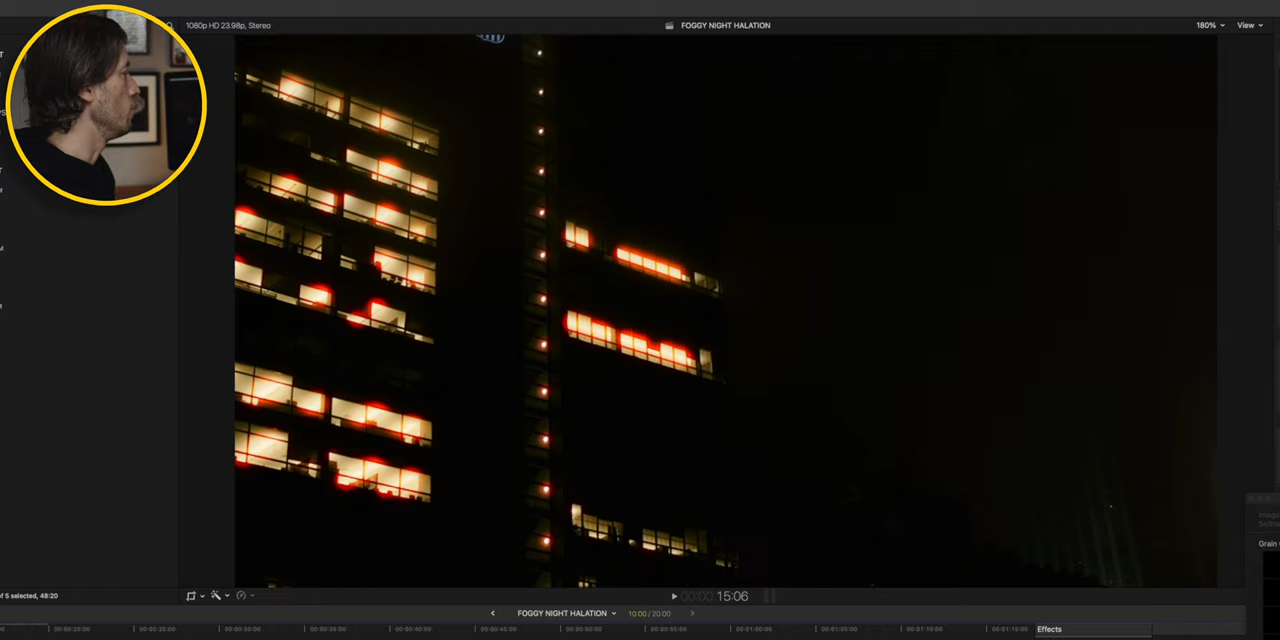 1080p HD 23.98p, Stereo
FOGGY NIGHT HALATION
180%
View
of 5 selected, 48:20
00:00:15:06
FOGGY NIGHT HALATION
10:00 / 20:00
00:00:20:00
00:00:25:00
00:00:30:00
00:00:35:00
00:00:40:00
00:00:45:00
00:00:50:00
00:00:55:00
00:01:00:00
00:01:05:00
00:01:10:00
00:01:15:00
Effects
Grain